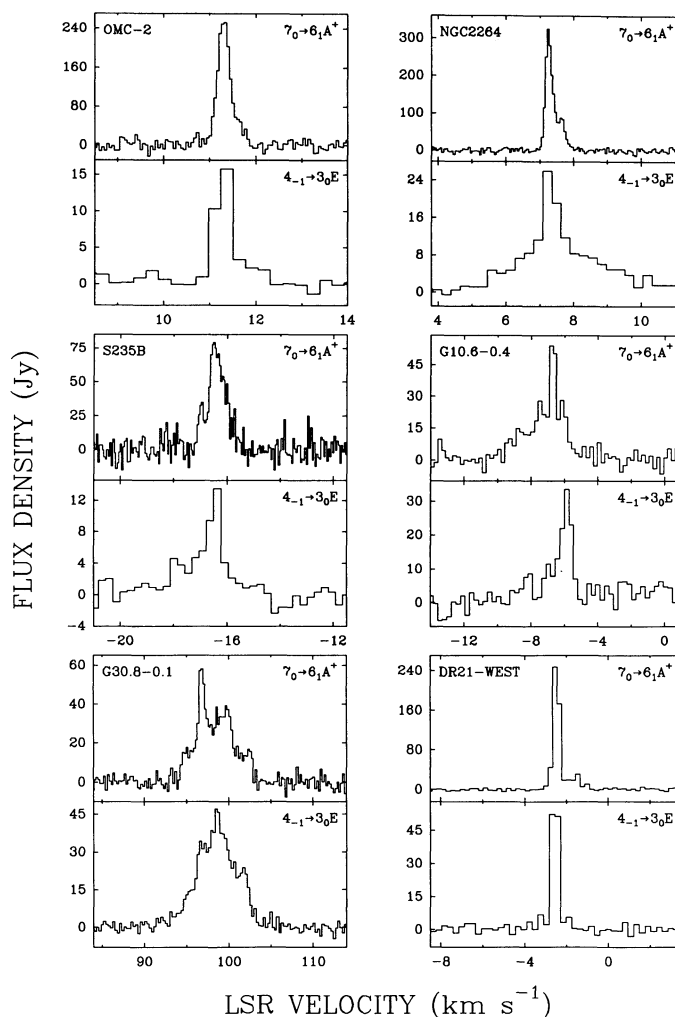 OMC-2 7₀→6₁A⁺
240
160
80
0
4₋₁→3₀E
15
10
5
0
10 11 12 13 14
NGC2264 7₀→6₁A⁺
300
200
100
0
4₋₁→3₀E
24
16
8
0
4 6 8 10
S235B 7₀→6₁A⁺
75
50
25
0
4₋₁→3₀E
12
8
4
0
-4
-20 -16 -12
G10.6-0.4 7₀→6₁A⁺
45
30
15
0
4₋₁→3₀E
30
20
10
0
-12 -8 -4 0
G30.8-0.1 7₀→6₁A⁺
60
40
20
0
4₋₁→3₀E
45
30
15
0
90 100 110
DR21-WEST 7₀→6₁A⁺
240
160
80
0
4₋₁→3₀E
45
30
15
0
-8 -4 0
FLUX DENSITY (Jy)
LSR VELOCITY (km s⁻¹)